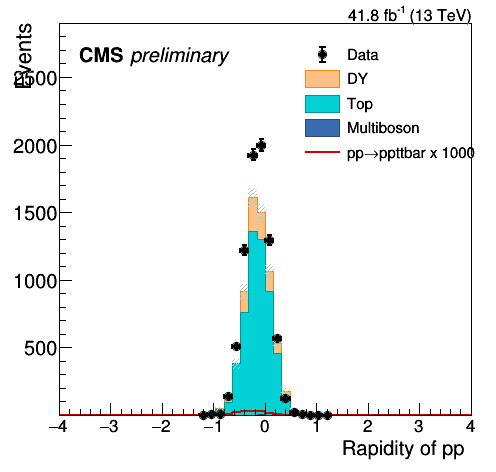 41.8 fb-1 (13 TeV)
CMS preliminary
Events
Data
DY
Top
Multiboson
pp→ppttbar x 1000
2500
2000
1500
1000
500
−4 −3 −2 −1 0 1 2 3 4
Rapidity of pp